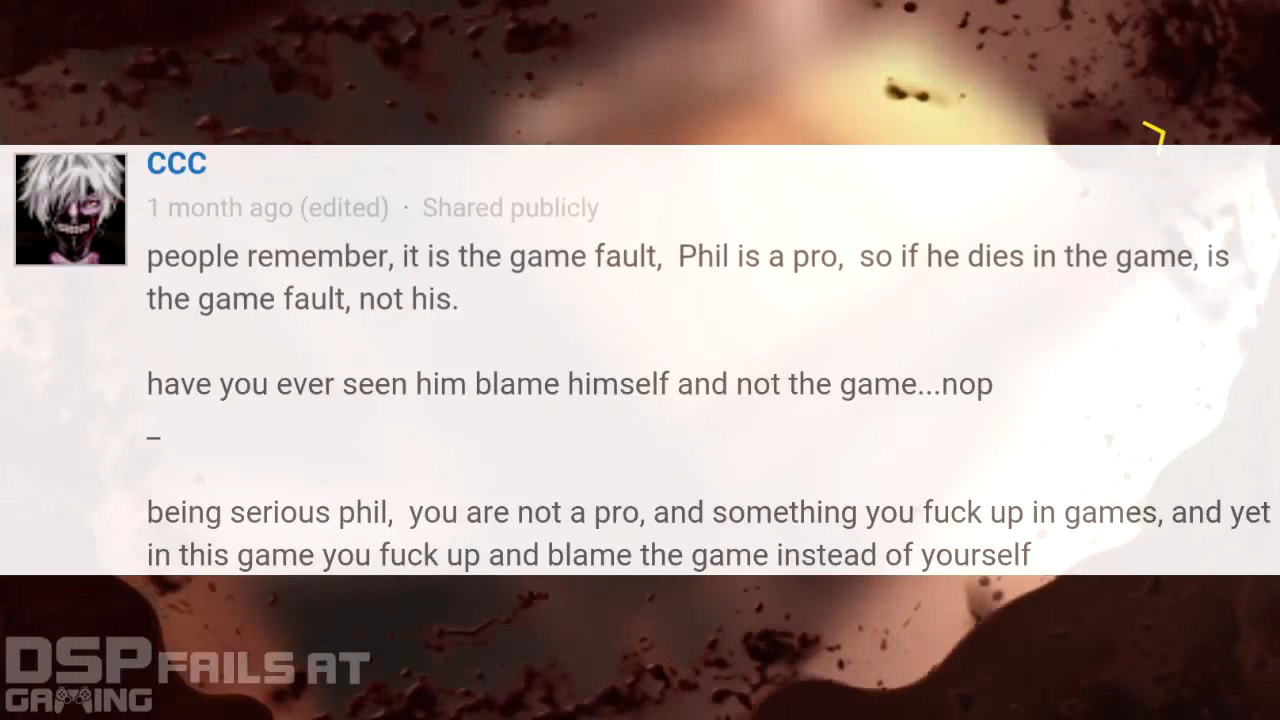 CCC
1 month ago (edited) · Shared publicly
people remember, it is the game fault,  Phil is a pro,  so if he dies in the game, is
the game fault, not his.
have you ever seen him blame himself and not the game...nop
–
being serious phil,  you are not a pro, and something you fuck up in games, and yet
in this game you fuck up and blame the game instead of yourself
DSP FAILS AT
GAMING